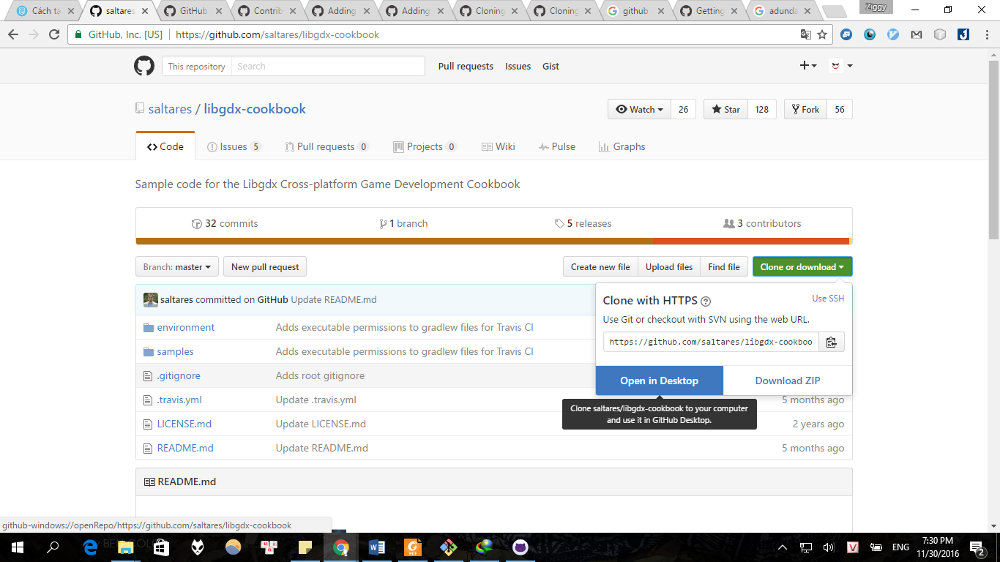 Cách ta
saltares
GitHub
Contrib
Adding
Adding
Cloning
Cloning
github
Getting
adunda
Ziggy
GitHub, Inc. [US]
https://github.com/saltares/libgdx-cookbook
This repository
Search
Pull requests
Issues
Gist
saltares / libgdx-cookbook
Watch 26
Star 128
Fork 56
Code
Issues 5
Pull requests 0
Projects 0
Wiki
Pulse
Graphs
Sample code for the Libgdx Cross-platform Game Development Cookbook
32 commits
1 branch
5 releases
3 contributors
Branch: master
New pull request
Create new file
Upload files
Find file
Clone or download
saltares committed on GitHub Update README.md
Clone with HTTPS
Use SSH
Use Git or checkout with SVN using the web URL.
https://github.com/saltares/libgdx-cookboo
Open in Desktop
Download ZIP
Clone saltares/libgdx-cookbook to your computer
and use it in GitHub Desktop.
environment Adds executable permissions to gradlew files for Travis CI
samples Adds executable permissions to gradlew files for Travis CI
.gitignore Adds root gitignore
.travis.yml Update .travis.yml 5 months ago
LICENSE.md Update LICENSE.md 2 years ago
README.md Update README.md 5 months ago
README.md
github-windows://openRepo/https://github.com/saltares/libgdx-cookbook
ENG
7:30 PM
11/30/2016
2